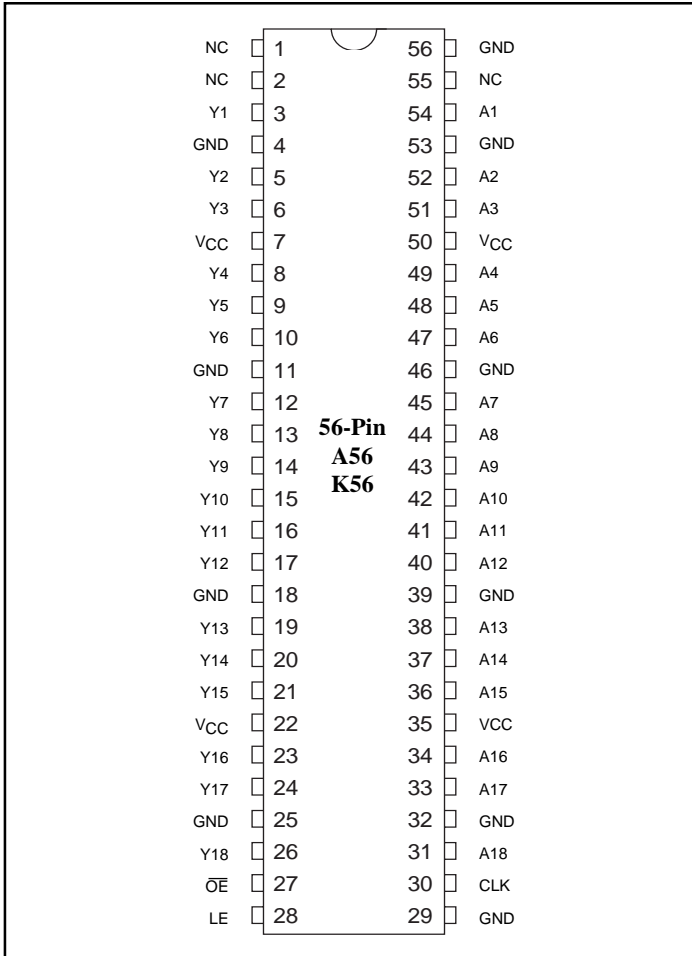 NC 1 56 GND
NC 2 55 NC
Y1 3 54 A1
GND 4 53 GND
Y2 5 52 A2
Y3 6 51 A3
VCC 7 50 VCC
Y4 8 49 A4
Y5 9 48 A5
Y6 10 47 A6
GND 11 46 GND
Y7 12 45 A7
Y8 13 56-Pin 44 A8
Y9 14 A56 43 A9
K56
Y10 15 42 A10
Y11 16 41 A11
Y12 17 40 A12
GND 18 39 GND
Y13 19 38 A13
Y14 20 37 A14
Y15 21 36 A15
VCC 22 35 VCC
Y16 23 34 A16
Y17 24 33 A17
GND 25 32 GND
Y18 26 31 A18
O̅E̅ 27 30 CLK
LE 28 29 GND